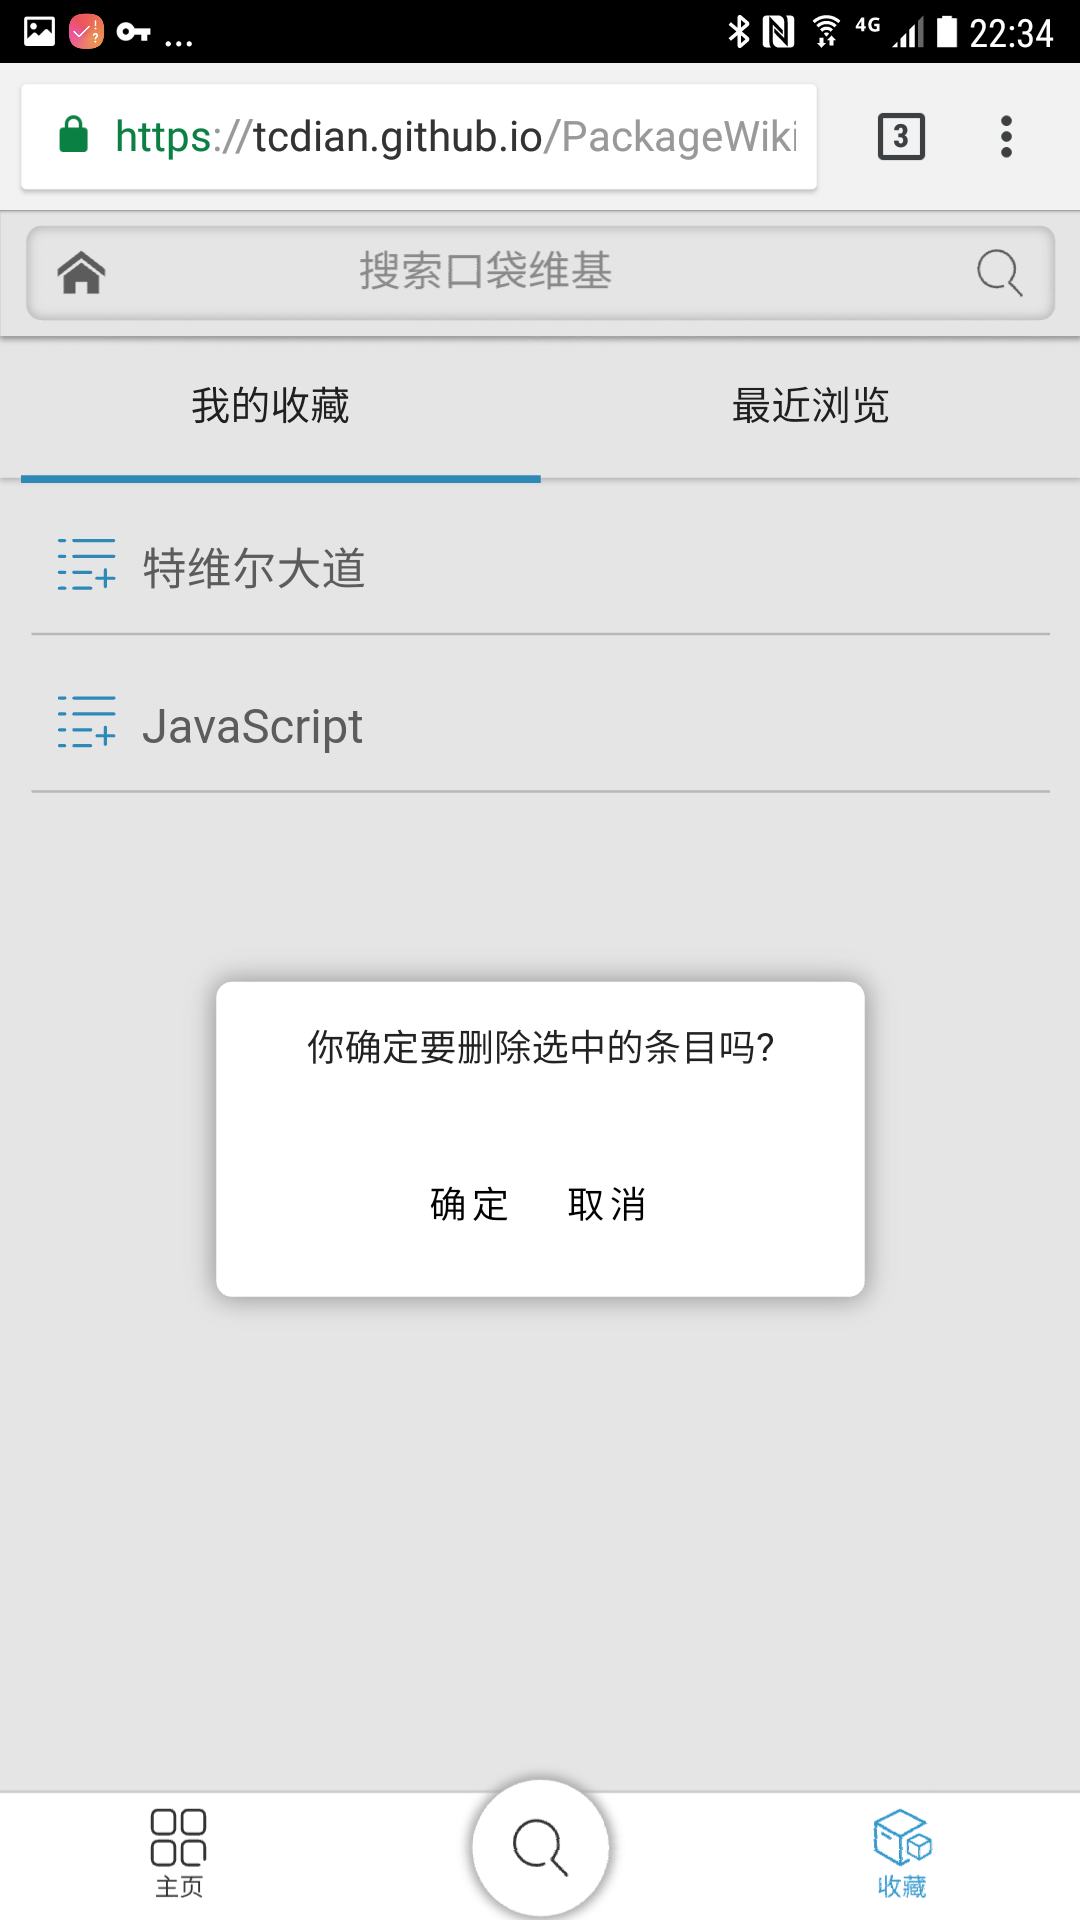 ... 4G 22:34
https://tcdian.github.io/PackageWiki
3
搜索口袋维基
我的收藏 最近浏览
特维尔大道
JavaScript
你确定要删除选中的条目吗?
确定 取消
主页 收藏